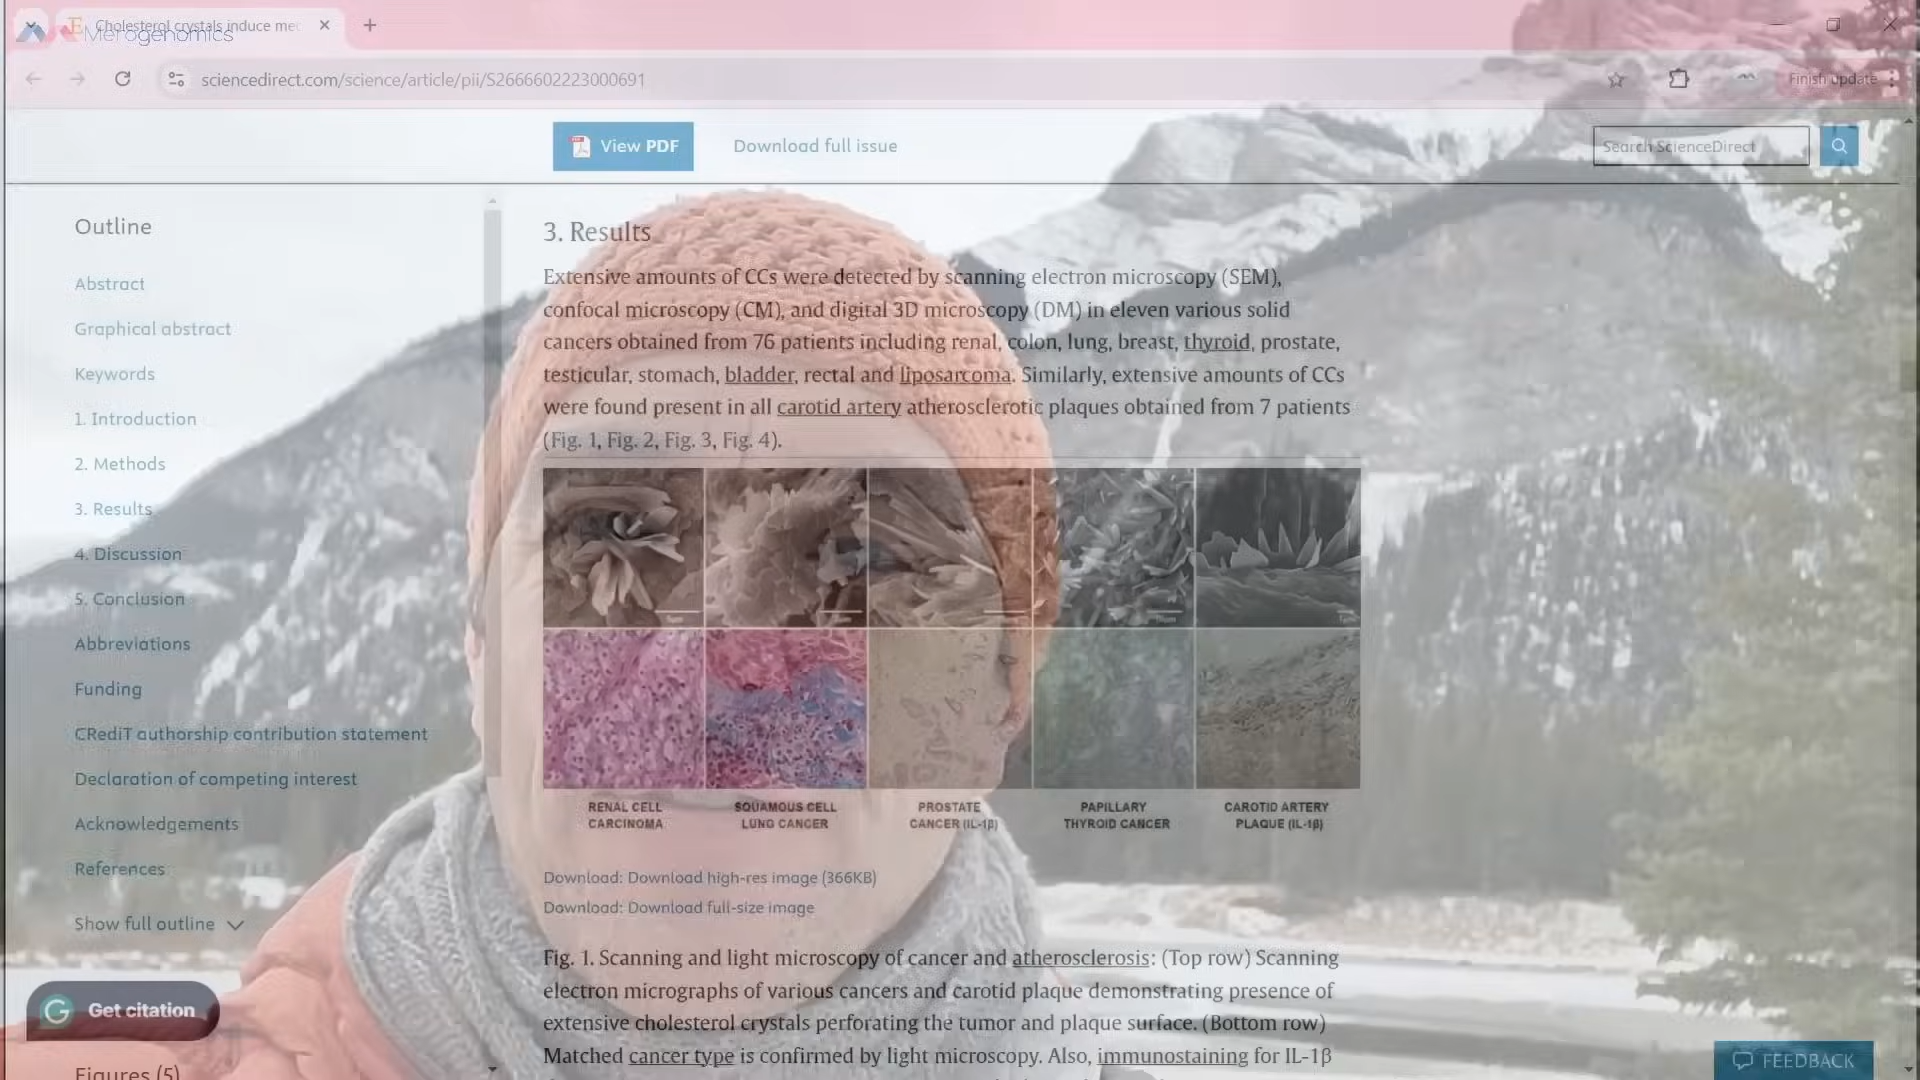 Cholesterol crystals induce mec
Merogenomics
sciencedirect.com/science/article/pii/S2666602223000691
Finish update
View PDF
Download full issue
Search ScienceDirect
Outline
Abstract
Graphical abstract
Keywords
1. Introduction
2. Methods
3. Results
4. Discussion
5. Conclusion
Abbreviations
Funding
CRediT authorship contribution statement
Declaration of competing interest
Acknowledgements
References
Show full outline
Get citation
Figures (5)
3. Results
Extensive amounts of CCs were detected by scanning electron microscopy (SEM),
confocal microscopy (CM), and digital 3D microscopy (DM) in eleven various solid
cancers obtained from 76 patients including renal, colon, lung, breast, thyroid, prostate,
testicular, stomach, bladder, rectal and liposarcoma. Similarly, extensive amounts of CCs
were found present in all carotid artery atherosclerotic plaques obtained from 7 patients
(Fig. 1, Fig. 2, Fig. 3, Fig. 4).
RENAL CELL CARCINOMA
SQUAMOUS CELL LUNG CANCER
PROSTATE CANCER (IL-1β)
PAPILLARY THYROID CANCER
CAROTID ARTERY PLAQUE (IL-1β)
Download: Download high-res image (366KB)
Download: Download full-size image
Fig. 1. Scanning and light microscopy of cancer and atherosclerosis: (Top row) Scanning
electron micrographs of various cancers and carotid plaque demonstrating presence of
extensive cholesterol crystals perforating the tumor and plaque surface. (Bottom row)
Matched cancer type is confirmed by light microscopy. Also, immunostaining for IL-1β
FEEDBACK